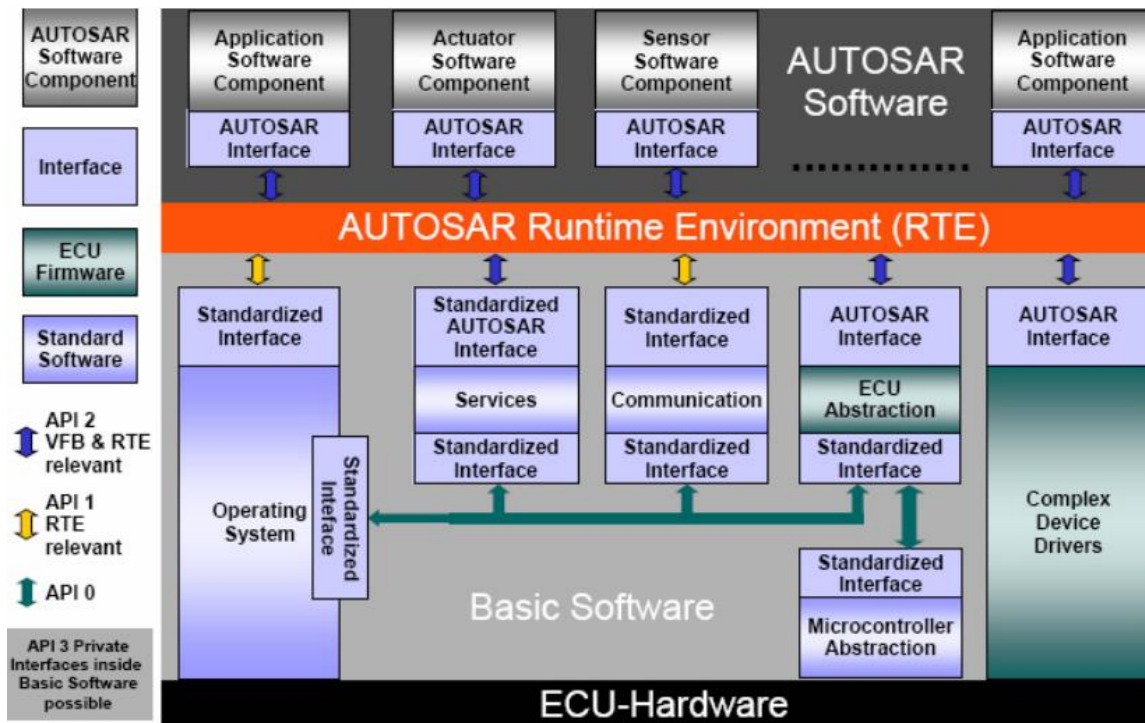 AUTOSAR
Software
Component
Interface
ECU
Firmware
Standard
Software
API 2
VFB & RTE
relevant
API 1
RTE
relevant
API 0
API 3 Private
Interfaces inside
Basic Software
possible
Application
Software
Component
AUTOSAR
Interface
Actuator
Software
Component
AUTOSAR
Interface
Sensor
Software
Component
AUTOSAR
Interface
AUTOSAR
Software
Application
Software
Component
AUTOSAR
Interface
AUTOSAR Runtime Environment (RTE)
Standardized
Interface
Operating
System
Standardized
Inteface
Standardized
AUTOSAR
Interface
Services
Standardized
Interface
Standardized
Interface
Communication
Standardized
Interface
AUTOSAR
Interface
ECU
Abstraction
Standardized
Interface
Standardized
Interface
Microcontroller
Abstraction
AUTOSAR
Interface
Complex
Device
Drivers
Basic Software
ECU-Hardware